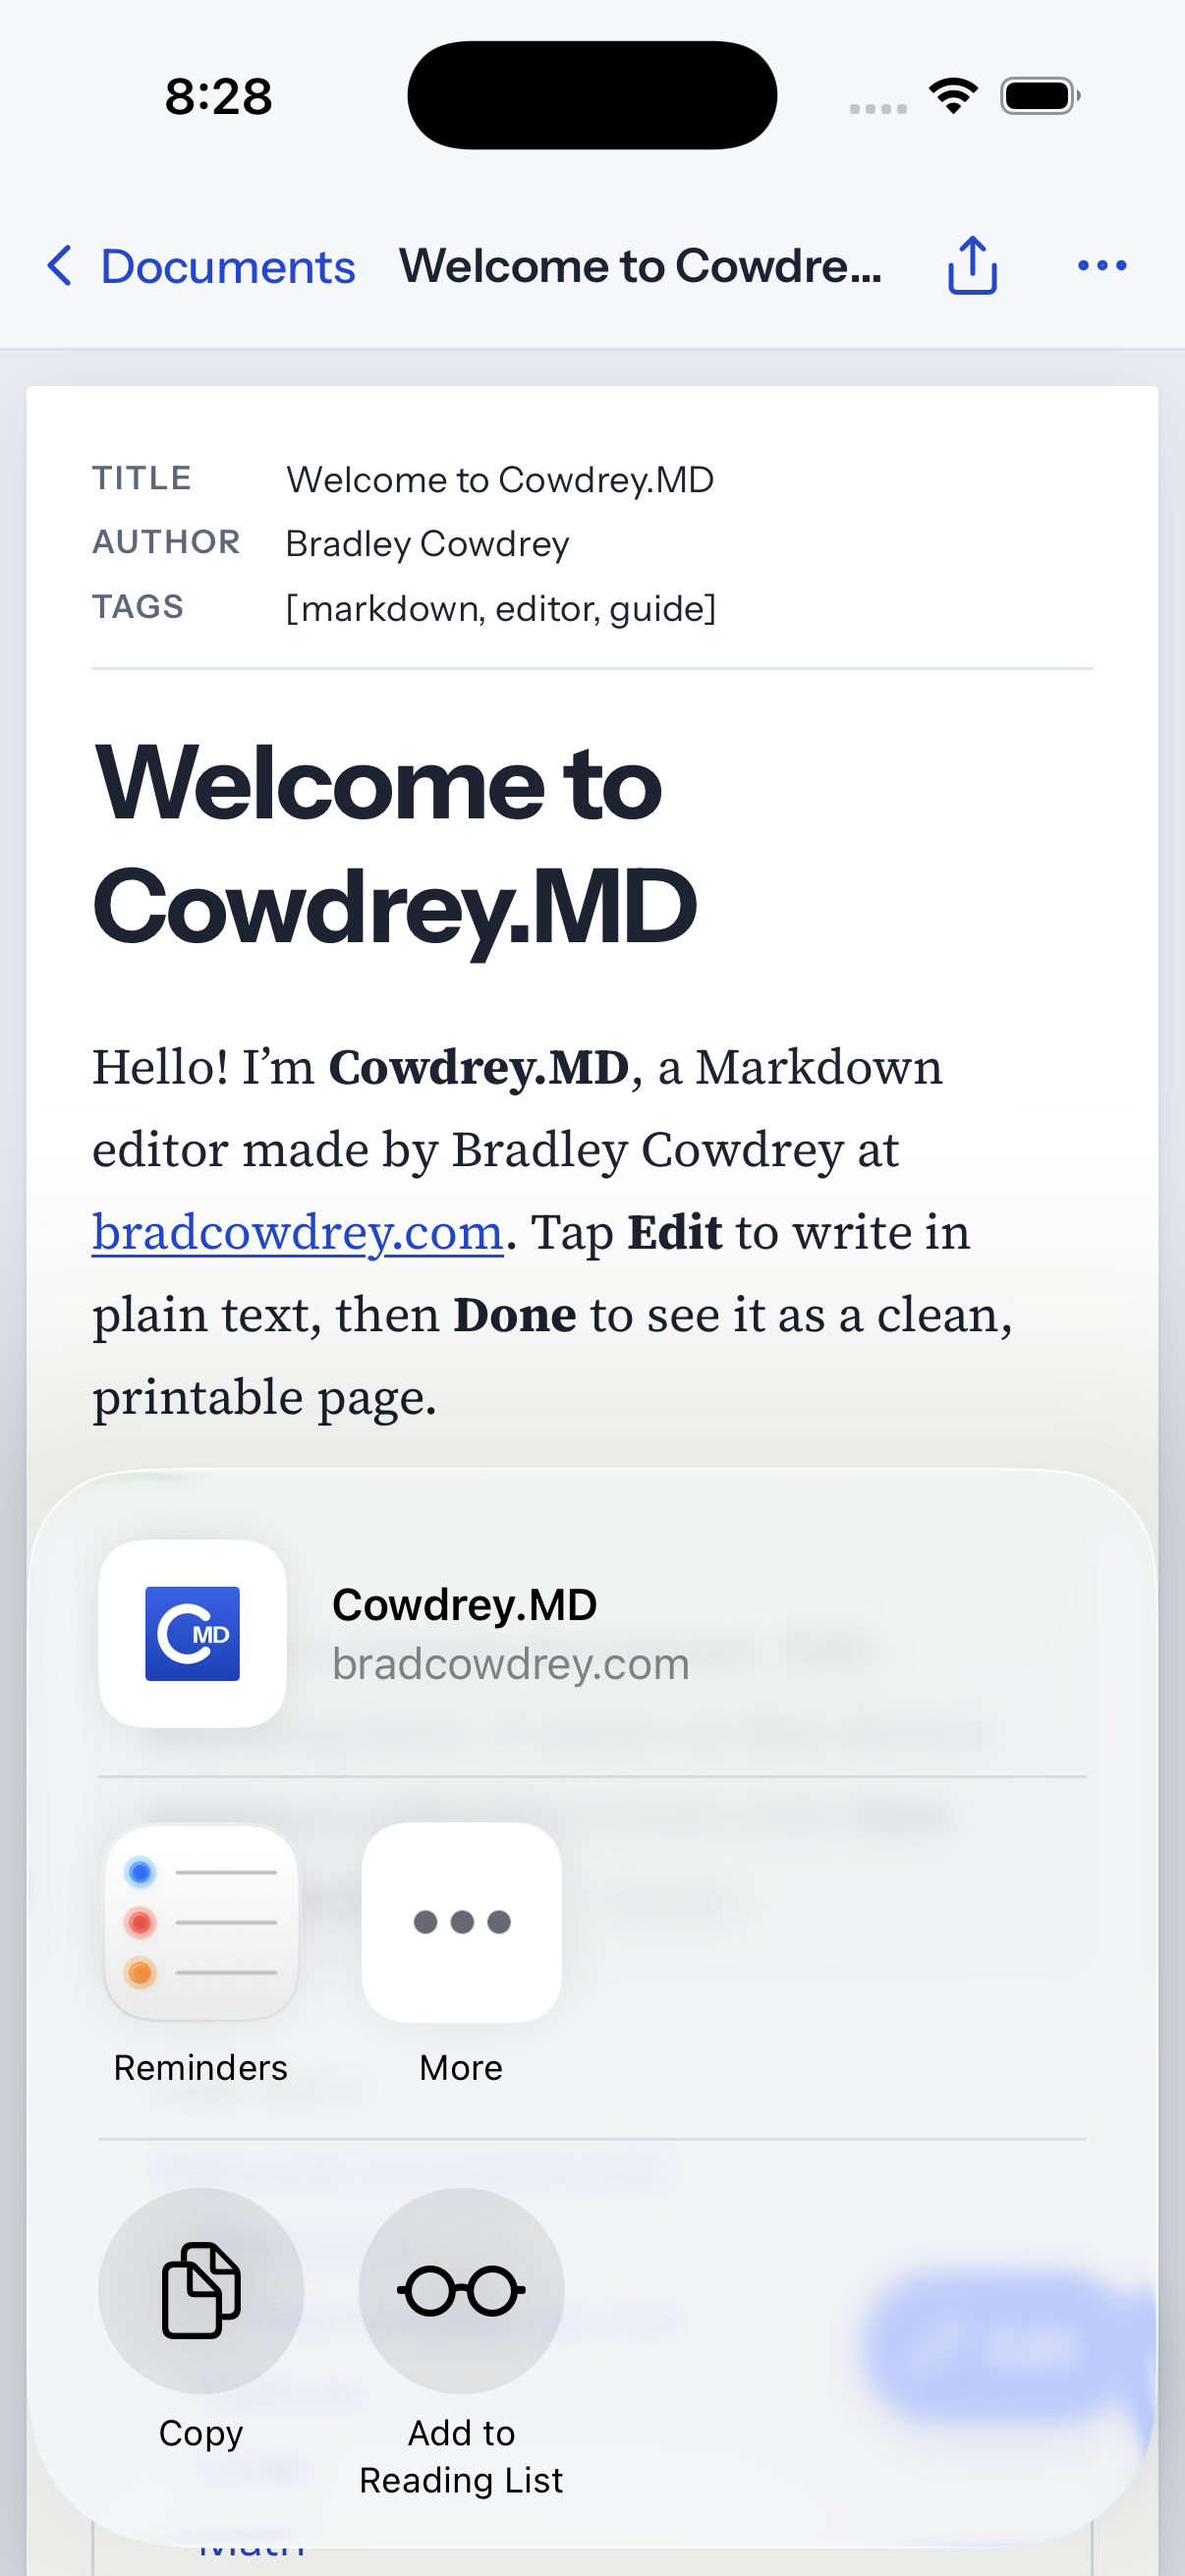 8:28
Documents
Welcome to Cowdre...
TITLE Welcome to Cowdrey.MD
AUTHOR Bradley Cowdrey
TAGS [markdown, editor, guide]
Welcome to
Cowdrey.MD
Hello! I’m Cowdrey.MD, a Markdown
editor made by Bradley Cowdrey at
bradcowdrey.com. Tap Edit to write in
plain text, then Done to see it as a clean,
printable page.
CMD
Cowdrey.MD
bradcowdrey.com
Reminders
More
Copy
Add to
Reading List
Math